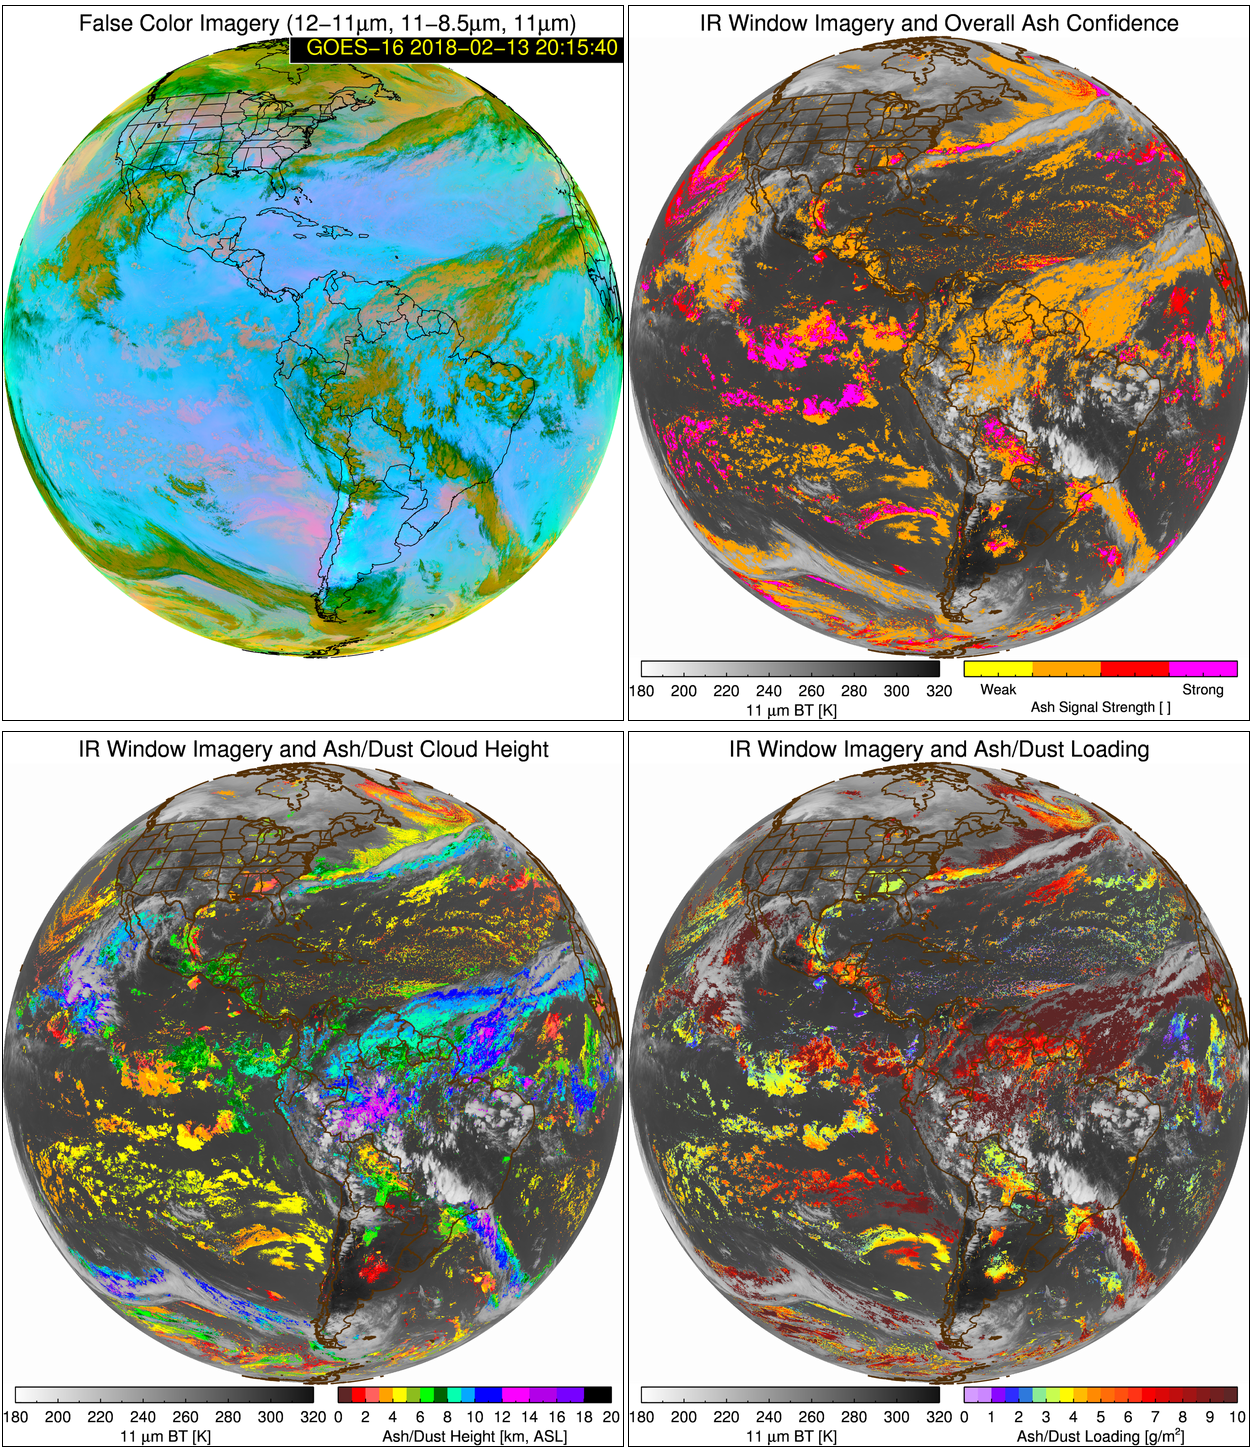 False Color Imagery (12−11μm, 11−8.5μm, 11μm)
GOES−16 2018−02−13 20:15:40
IR Window Imagery and Overall Ash Confidence
180 200 220 240 260 280 300 320
11 μm BT [K]
Weak Strong
Ash Signal Strength [ ]
IR Window Imagery and Ash/Dust Cloud Height
180 200 220 240 260 280 300 320
11 μm BT [K]
0 2 4 6 8 10 12 14 16 18 20
Ash/Dust Height [km, ASL]
IR Window Imagery and Ash/Dust Loading
180 200 220 240 260 280 300 320
11 μm BT [K]
0 1 2 3 4 5 6 7 8 9 10
Ash/Dust Loading [g/m²]